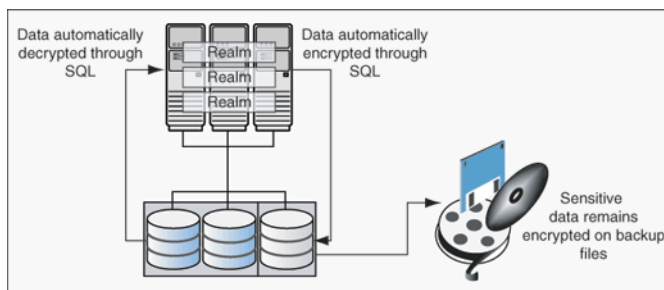 Data automatically
decrypted through
SQL
Data automatically
encrypted through
SQL
Realm
Realm
Realm
Sensitive
data remains
encrypted on backup
files